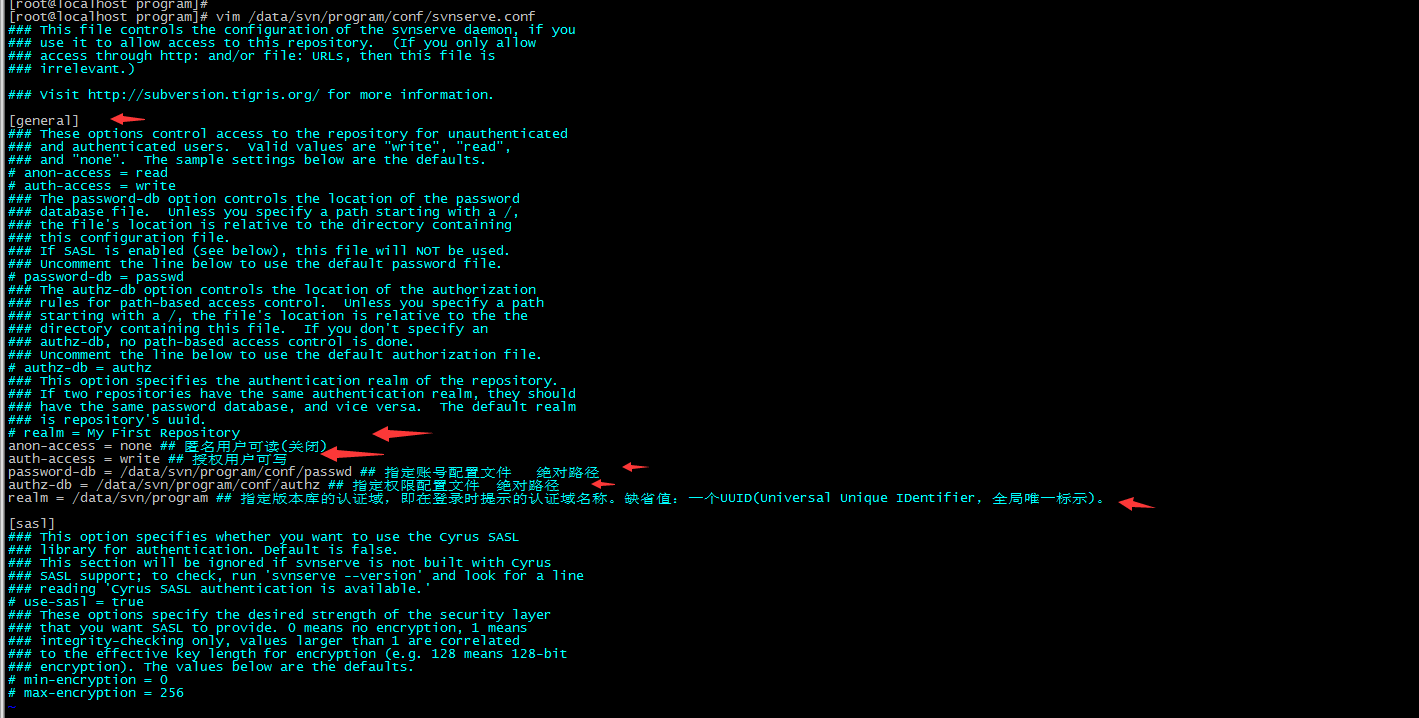 [root@localhost program]#
[root@localhost program]# vim /data/svn/program/conf/svnserve.conf
### This file controls the configuration of the svnserve daemon, if you
### use it to allow access to this repository.  (If you only allow
### access through http: and/or file: URLs, then this file is
### irrelevant.)
### Visit http://subversion.tigris.org/ for more information.
[general]
### These options control access to the repository for unauthenticated
### and authenticated users.  Valid values are "write", "read",
### and "none".  The sample settings below are the defaults.
# anon-access = read
# auth-access = write
### The password-db option controls the location of the password
### database file.  Unless you specify a path starting with a /,
### the file's location is relative to the directory containing
### this configuration file.
### If SASL is enabled (see below), this file will NOT be used.
### Uncomment the line below to use the default password file.
# password-db = passwd
### The authz-db option controls the location of the authorization
### rules for path-based access control.  Unless you specify a path
### starting with a /, the file's location is relative to the the
### directory containing this file.  If you don't specify an
### authz-db, no path-based access control is done.
### Uncomment the line below to use the default authorization file.
# authz-db = authz
### This option specifies the authentication realm of the repository.
### If two repositories have the same authentication realm, they should
### have the same password database, and vice versa.  The default realm
### is repository's uuid.
# realm = My First Repository
anon-access = none ## 匿名用户可读(关闭)
auth-access = write ## 授权用户可写
password-db = /data/svn/program/conf/passwd ## 指定账号配置文件   绝对路径
authz-db = /data/svn/program/conf/authz ## 指定权限配置文件  绝对路径
realm = /data/svn/program ## 指定版本库的认证域，即在登录时提示的认证域名称。缺省值：一个UUID(Universal Unique IDentifier，全局唯一标示)。
[sasl]
### This option specifies whether you want to use the Cyrus SASL
### library for authentication. Default is false.
### This section will be ignored if svnserve is not built with Cyrus
### SASL support; to check, run 'svnserve --version' and look for a line
### reading 'Cyrus SASL authentication is available.'
# use-sasl = true
### These options specify the desired strength of the security layer
### that you want SASL to provide. 0 means no encryption, 1 means
### integrity-checking only, values larger than 1 are correlated
### to the effective key length for encryption (e.g. 128 means 128-bit
### encryption). The values below are the defaults.
# min-encryption = 0
# max-encryption = 256